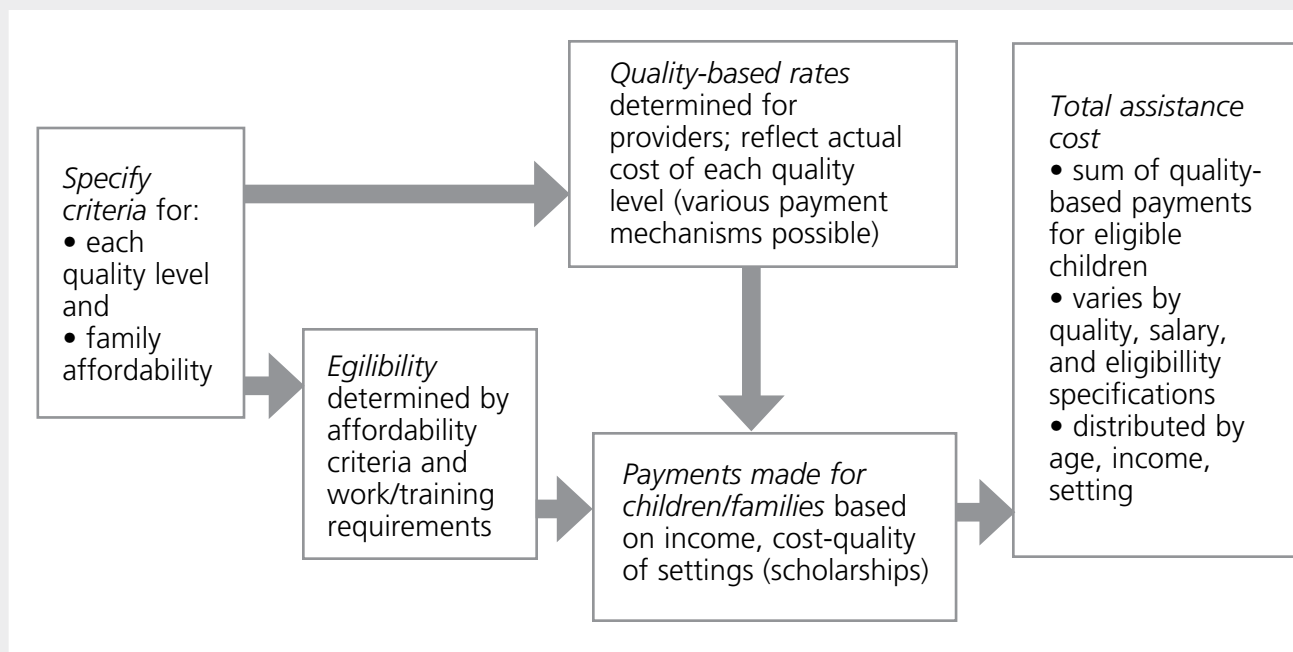 Specify
criteria for:
• each
quality level
and
• family
affordability
Quality-based rates
determined for
providers; reflect actual
cost of each quality
level (various payment
mechanisms possible)
Egilibility
determined by
affordability
criteria and
work/training
requirements
Payments made for
children/families based
on income, cost-quality
of settings (scholarships)
Total assistance
cost
• sum of quality-
based payments
for eligible
children
• varies by
quality, salary,
and eligibillity
specifications
• distributed by
age, income,
setting